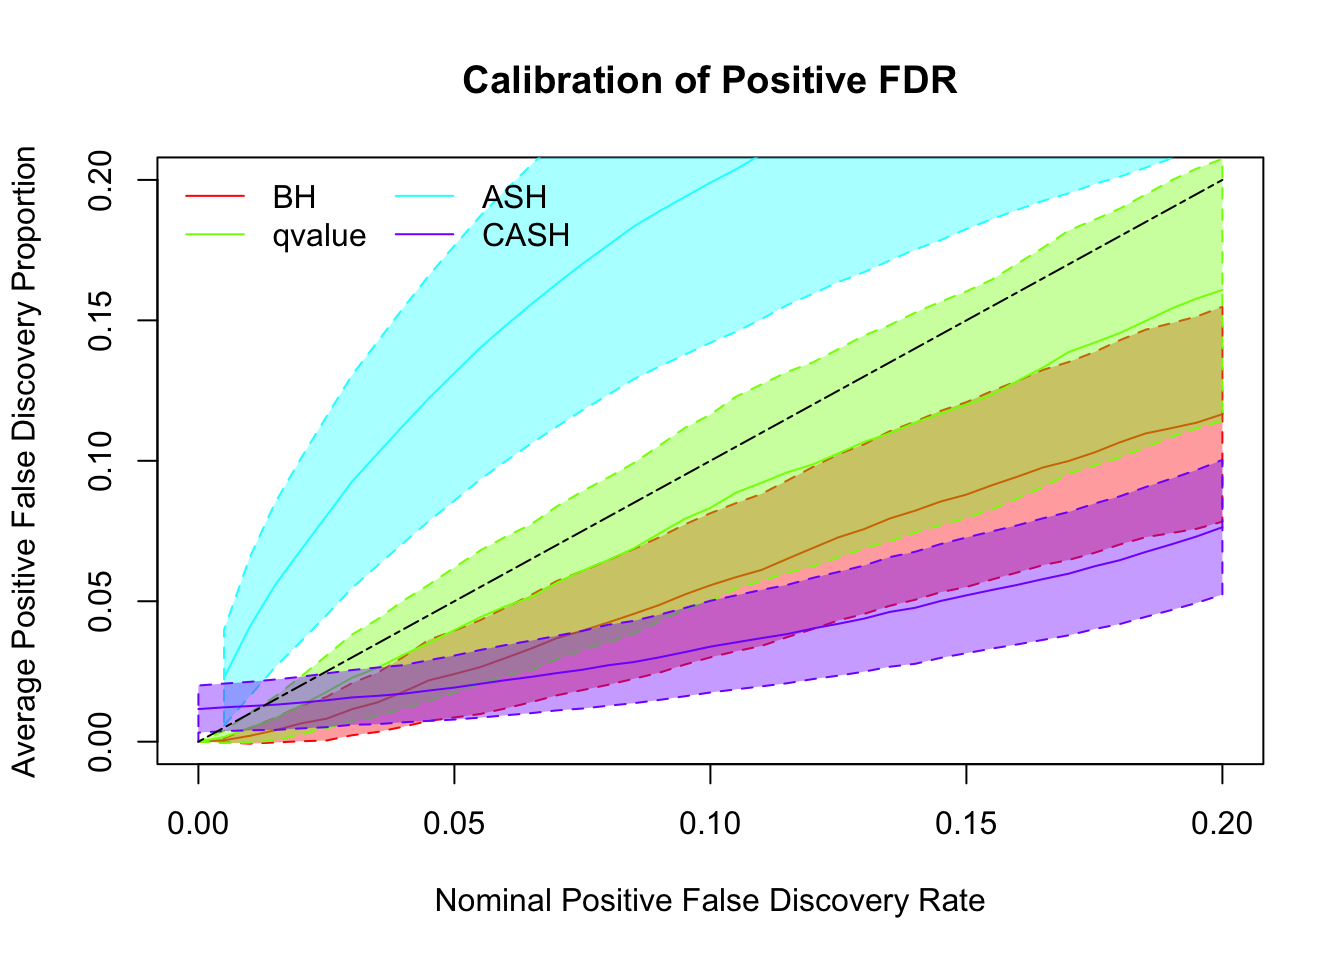 Calibration of Positive FDR
Average Positive False Discovery Proportion
0.20
0.15
0.10
0.05
0.00
BH
qvalue
ASH
CASH
0.00 0.05 0.10 0.15 0.20
Nominal Positive False Discovery Rate